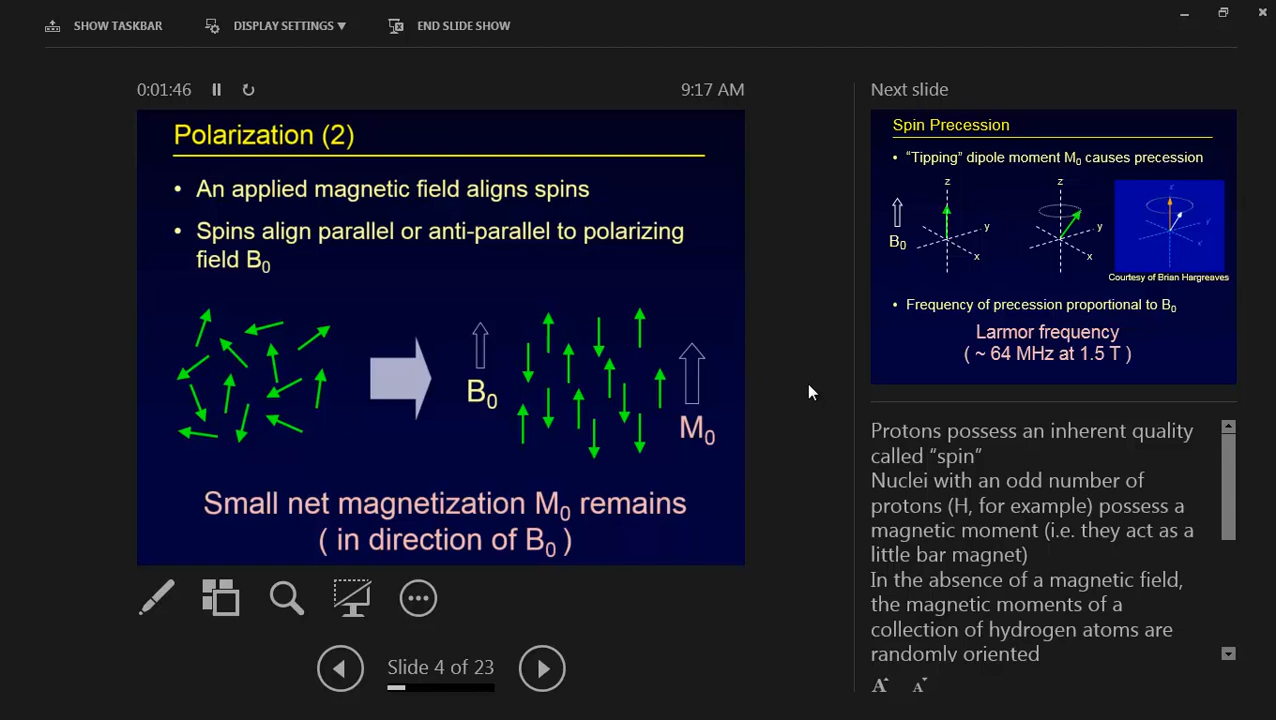 SHOW TASKBAR DISPLAY SETTINGS ▼ END SLIDE SHOW
0:01:46 9:17 AM
Polarization (2)
• An applied magnetic field aligns spins
• Spins align parallel or anti-parallel to polarizing
field B0
B0
M0
Small net magnetization M0 remains
( in direction of B0 )
Slide 4 of 23
Next slide
Spin Precession
• “Tipping” dipole moment M0 causes precession
z
y
x
B0
z
y
x
z'
y'
x'
Courtesy of Brian Hargreaves
• Frequency of precession proportional to B0
Larmor frequency
( ~ 64 MHz at 1.5 T )
Protons possess an inherent quality
called “spin”
Nuclei with an odd number of
protons (H, for example) possess a
magnetic moment (i.e. they act as a
little bar magnet)
In the absence of a magnetic field,
the magnetic moments of a
collection of hydrogen atoms are
randomly oriented
A A